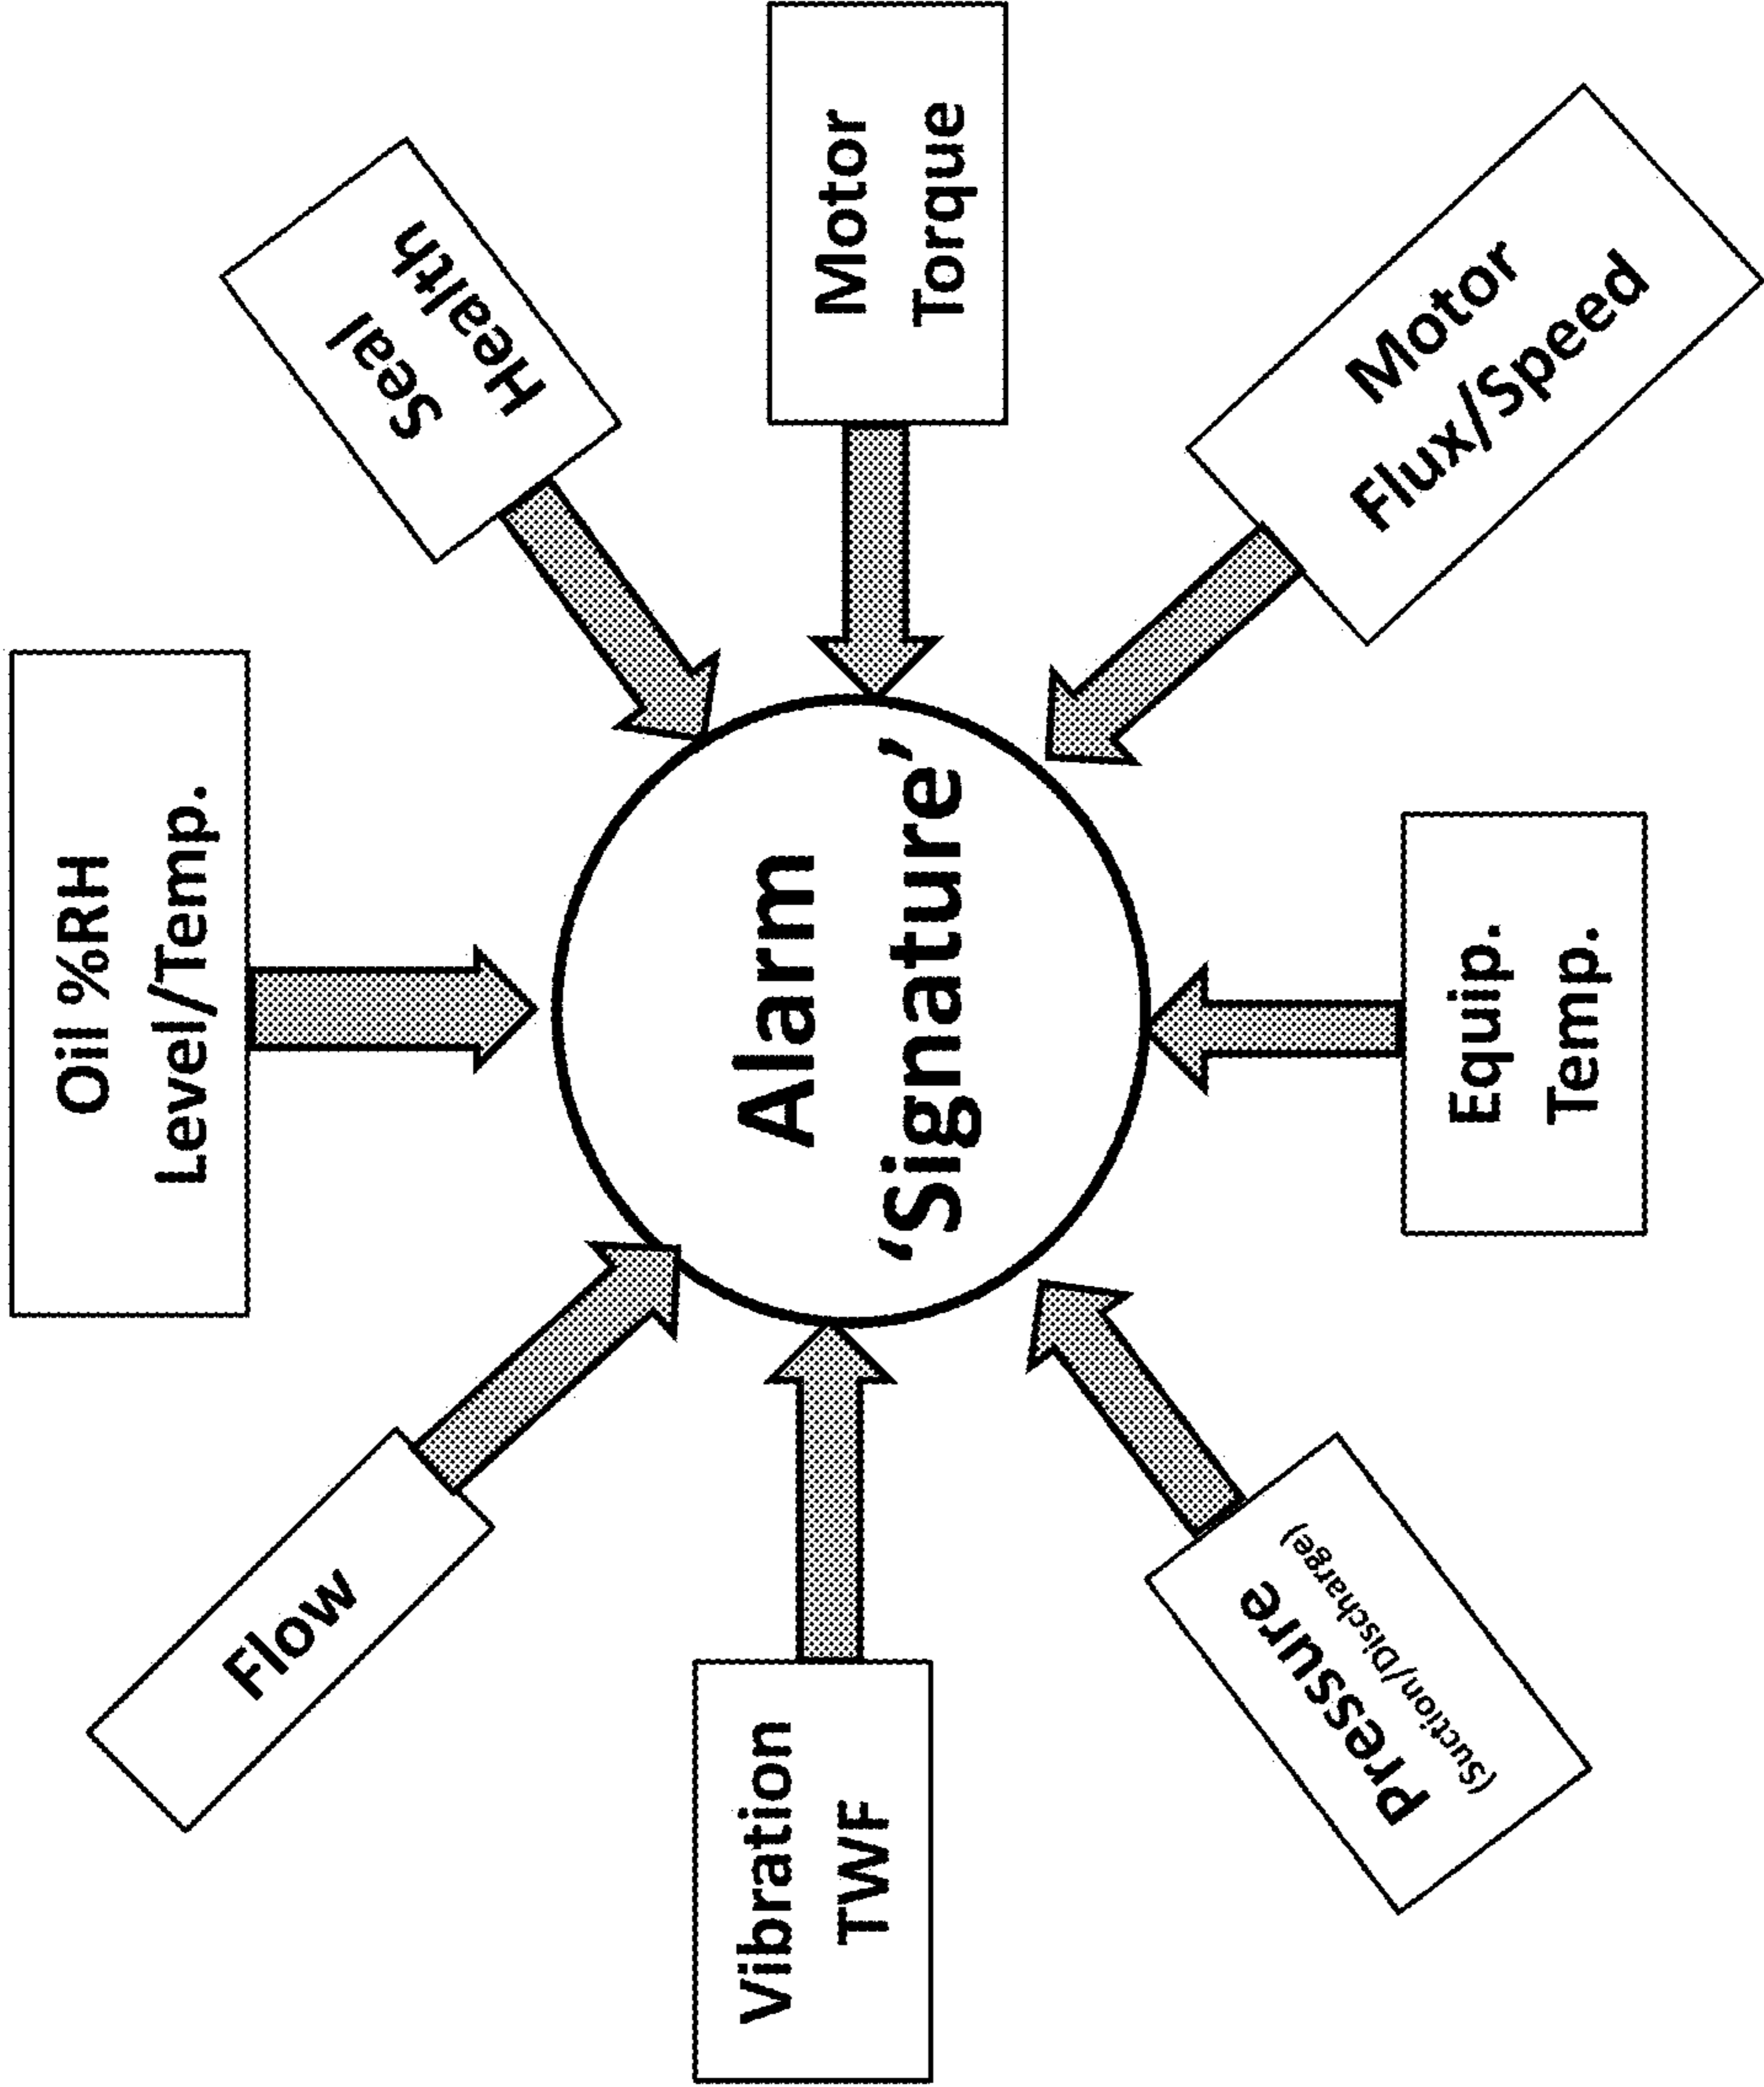 Oil %RH
Level/Temp.
Flow
Seal
Health
Vibration
TWF
Alarm
‘Signature’
Motor
Torque
Pressure
(Suction/Discharge)
Equip.
Temp.
Motor
Flux/Speed